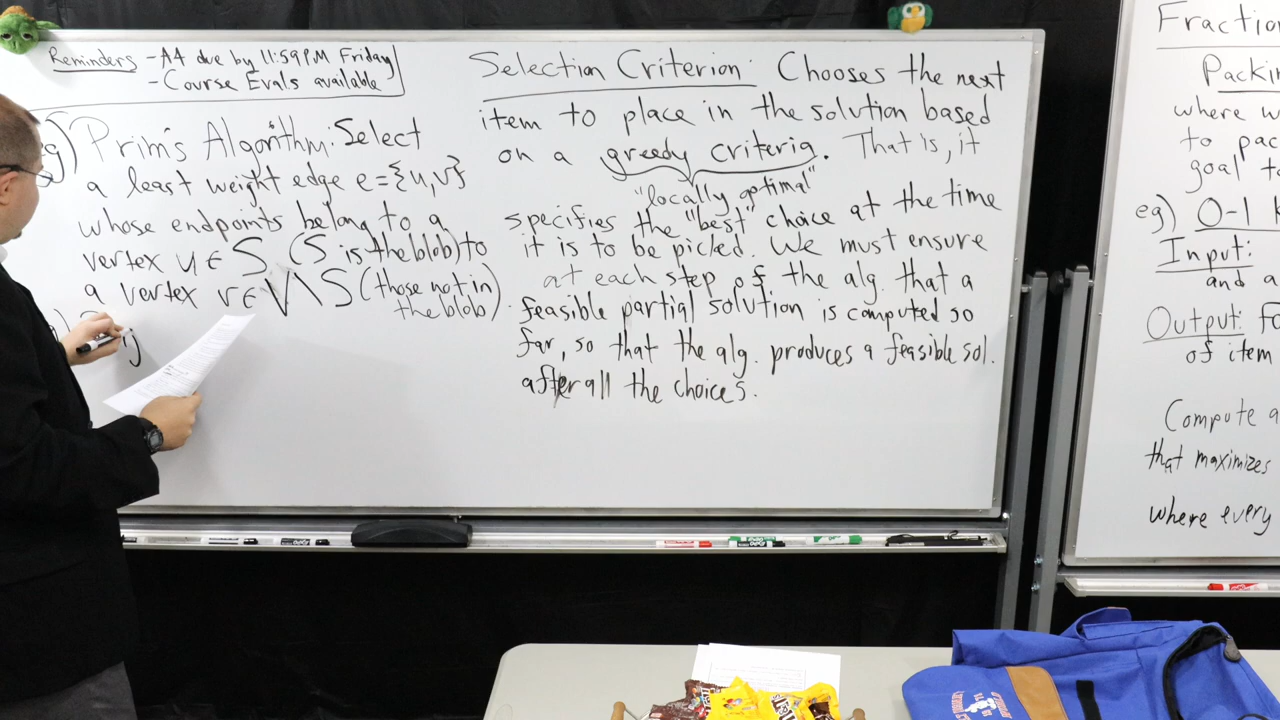 Reminders - A4 due by 11:59PM Friday
- Course Evals available
eg) Prim's Algorithm: Select
a least weight edge e={u,v}
whose endpoints belong to a
vertex u∈S (S is the blob) to
a vertex v∈V\S (those not in
the blob).
Selection Criterion: Chooses the next
item to place in the solution based
on a greedy criteria. That is, it
"locally optimal"
specifies the "best" choice at the time
it is to be picked. We must ensure
at each step of the alg. that a
feasible partial solution is computed so
far, so that the alg. produces a feasible sol.
after all the choices.
Fractio
Packin
where w
to pac
goal to
eg) 0-1 k
Input:
and a
Output: Fo
of item
Compute a
that maximizes
where every